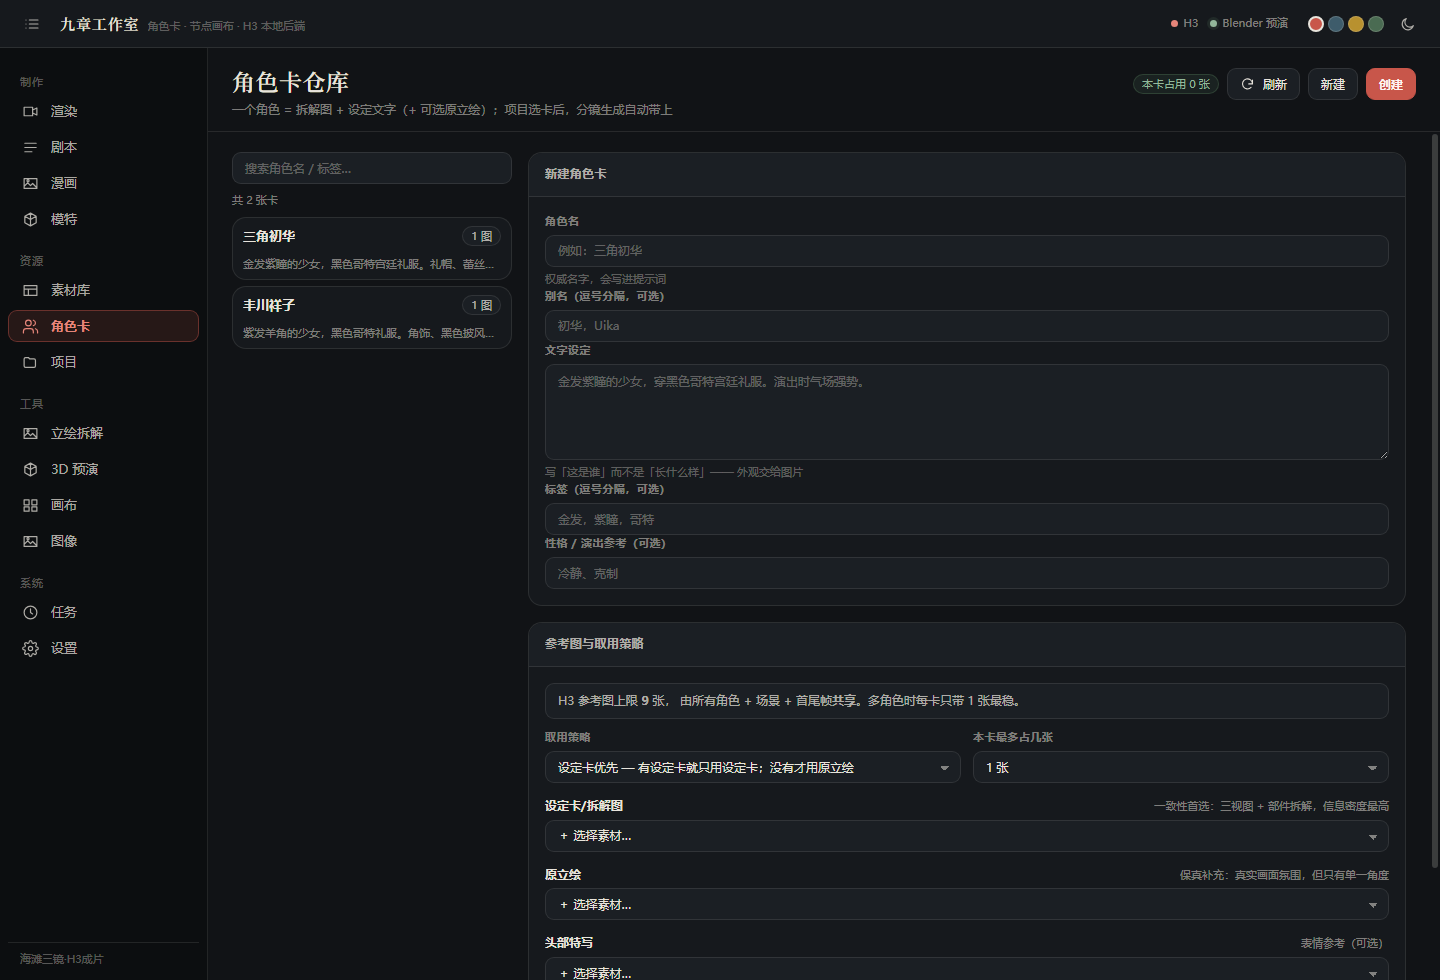 九章工作室 角色卡 · 节点画布 · H3 本地后端
H3 Blender 预演
制作
渲染
剧本
漫画
模特
资源
素材库
角色卡
项目
工具
立绘拆解
3D 预演
画布
图像
系统
任务
设置
海滩三镜·H3成片
角色卡仓库
一个角色 = 拆解图 + 设定文字（+ 可选原立绘）；项目选卡后，分镜生成自动带上
本卡占用 0 张
刷新
新建
创建
搜索角色名 / 标签...
共 2 张卡
三角初华 1 图
金发紫瞳的少女，黑色哥特宫廷礼服。礼帽、蕾丝...
丰川祥子 1 图
紫发羊角的少女，黑色哥特礼服。角饰、黑色披风...
新建角色卡
角色名
例如：三角初华
权威名字，会写进提示词
别名（逗号分隔，可选）
初华，Uika
文字设定
金发紫瞳的少女，穿黑色哥特宫廷礼服。演出时气场强势。
写「这是谁」而不是「长什么样」—— 外观交给图片
标签（逗号分隔，可选）
金发，紫瞳，哥特
性格 / 演出参考（可选）
冷静、克制
参考图与取用策略
H3 参考图上限 9 张， 由所有角色 + 场景 + 首尾帧共享。多角色时每卡只带 1 张最稳。
取用策略
设定卡优先 — 有设定卡就只用设定卡；没有才用原立绘
本卡最多占几张
1 张
设定卡/拆解图 一致性首选：三视图 + 部件拆解，信息密度最高
+ 选择素材...
原立绘 保真补充：真实画面氛围，但只有单一角度
+ 选择素材...
头部特写 表情参考（可选）
+ 选择素材...